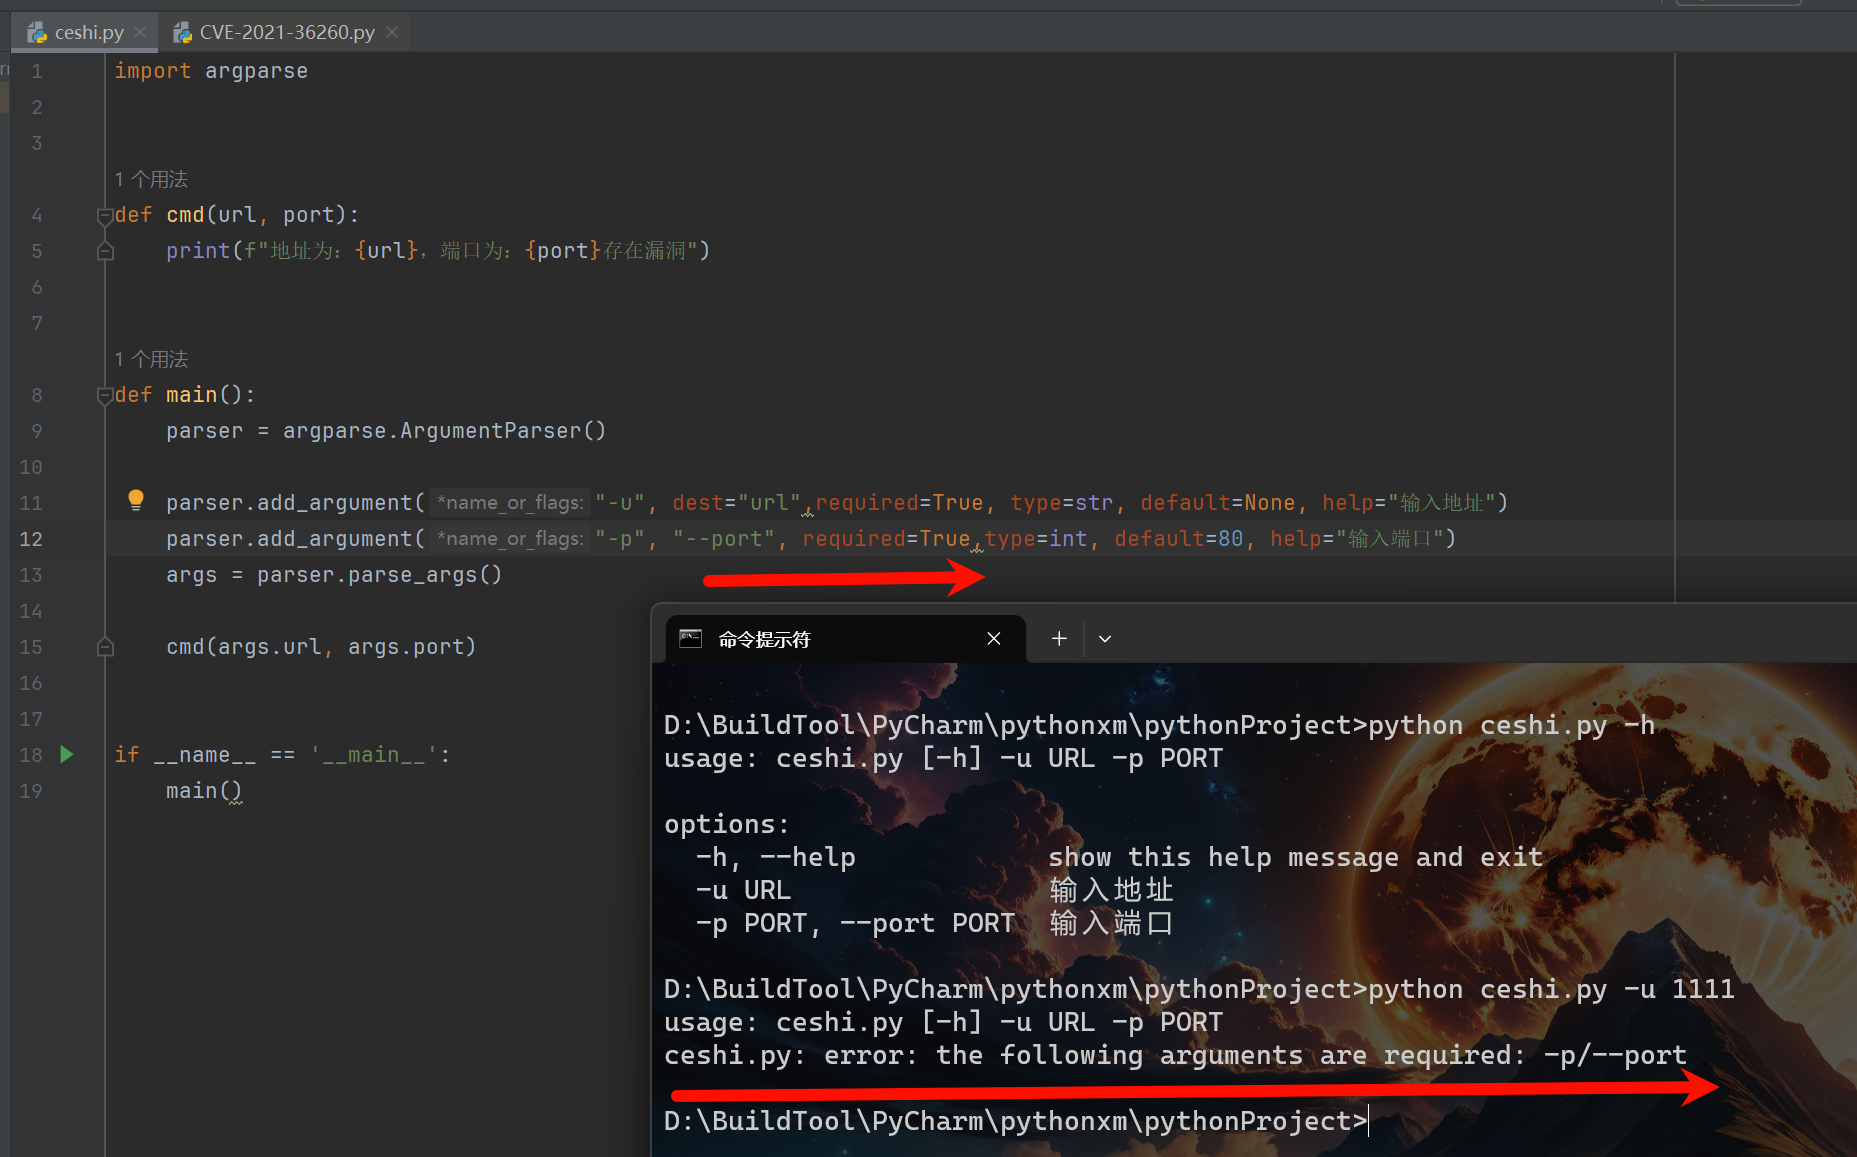 ceshi.py
CVE-2021-36260.py
1 import argparse
2
3
1 个用法
4 def cmd(url, port):
5 print(f"地址为: {url}, 端口为: {port}存在漏洞")
6
7
1 个用法
8 def main():
9 parser = argparse.ArgumentParser()
10
11 parser.add_argument( *name_or_flags: "-u", dest="url",required=True, type=str, default=None, help="输入地址")
12 parser.add_argument( *name_or_flags: "-p", "--port", required=True,type=int, default=80, help="输入端口")
13 args = parser.parse_args()
14
15 cmd(args.url, args.port)
16
17
18 if __name__ == '__main__':
19 main()
命令提示符
D:\BuildTool\PyCharm\pythonxm\pythonProject>python ceshi.py -h
usage: ceshi.py [-h] -u URL -p PORT
options:
-h, --help show this help message and exit
-u URL 输入地址
-p PORT, --port PORT 输入端口
D:\BuildTool\PyCharm\pythonxm\pythonProject>python ceshi.py -u 1111
usage: ceshi.py [-h] -u URL -p PORT
ceshi.py: error: the following arguments are required: -p/--port
D:\BuildTool\PyCharm\pythonxm\pythonProject>